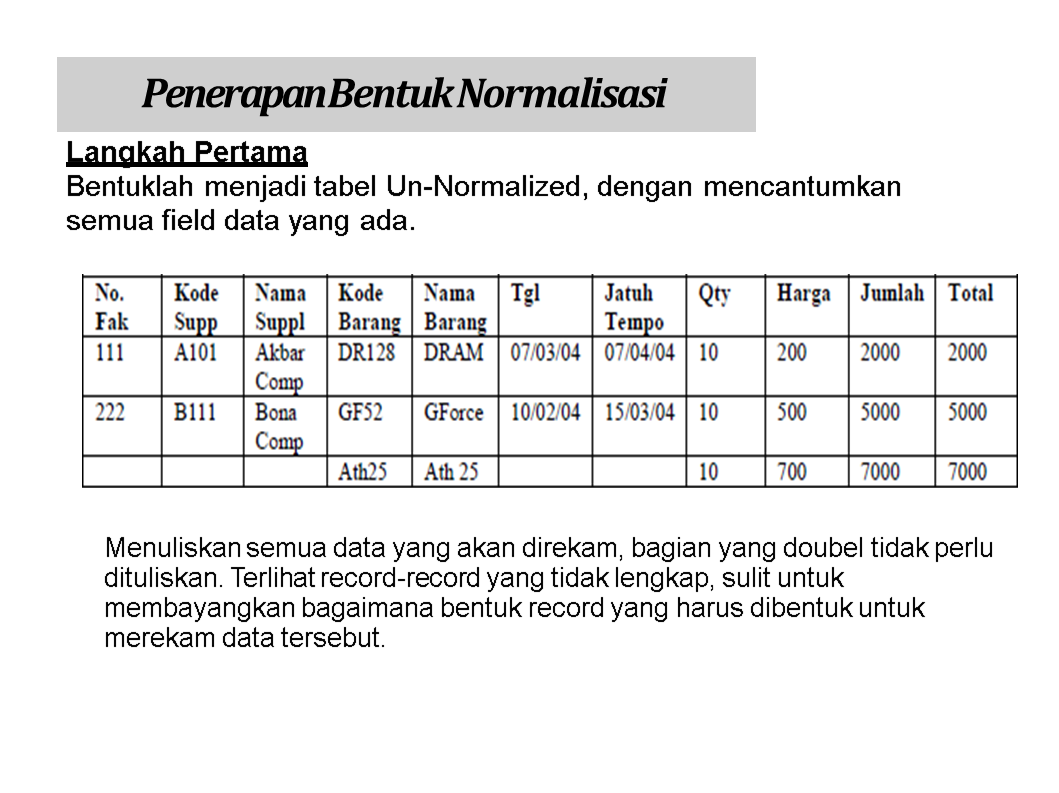 Penerapan Bentuk Normalisasi
Langkah Pertama
Bentuklah menjadi tabel Un-Normalized, dengan mencantumkan
semua field data yang ada.
No. Fak | Kode Supp | Nama Suppl | Kode Barang | Nama Barang | Tgl | Jatuh Tempo | Qty | Harga | Jumlah | Total
111 | A101 | Akbar Comp | DR128 | DRAM | 07/03/04 | 07/04/04 | 10 | 200 | 2000 | 2000
222 | B111 | Bona Comp | GF52 | GForce | 10/02/04 | 15/03/04 | 10 | 500 | 5000 | 5000
Ath25 | Ath 25 | 10 | 700 | 7000 | 7000
Menuliskan semua data yang akan direkam, bagian yang doubel tidak perlu
dituliskan. Terlihat record-record yang tidak lengkap, sulit untuk
membayangkan bagaimana bentuk record yang harus dibentuk untuk
merekam data tersebut.